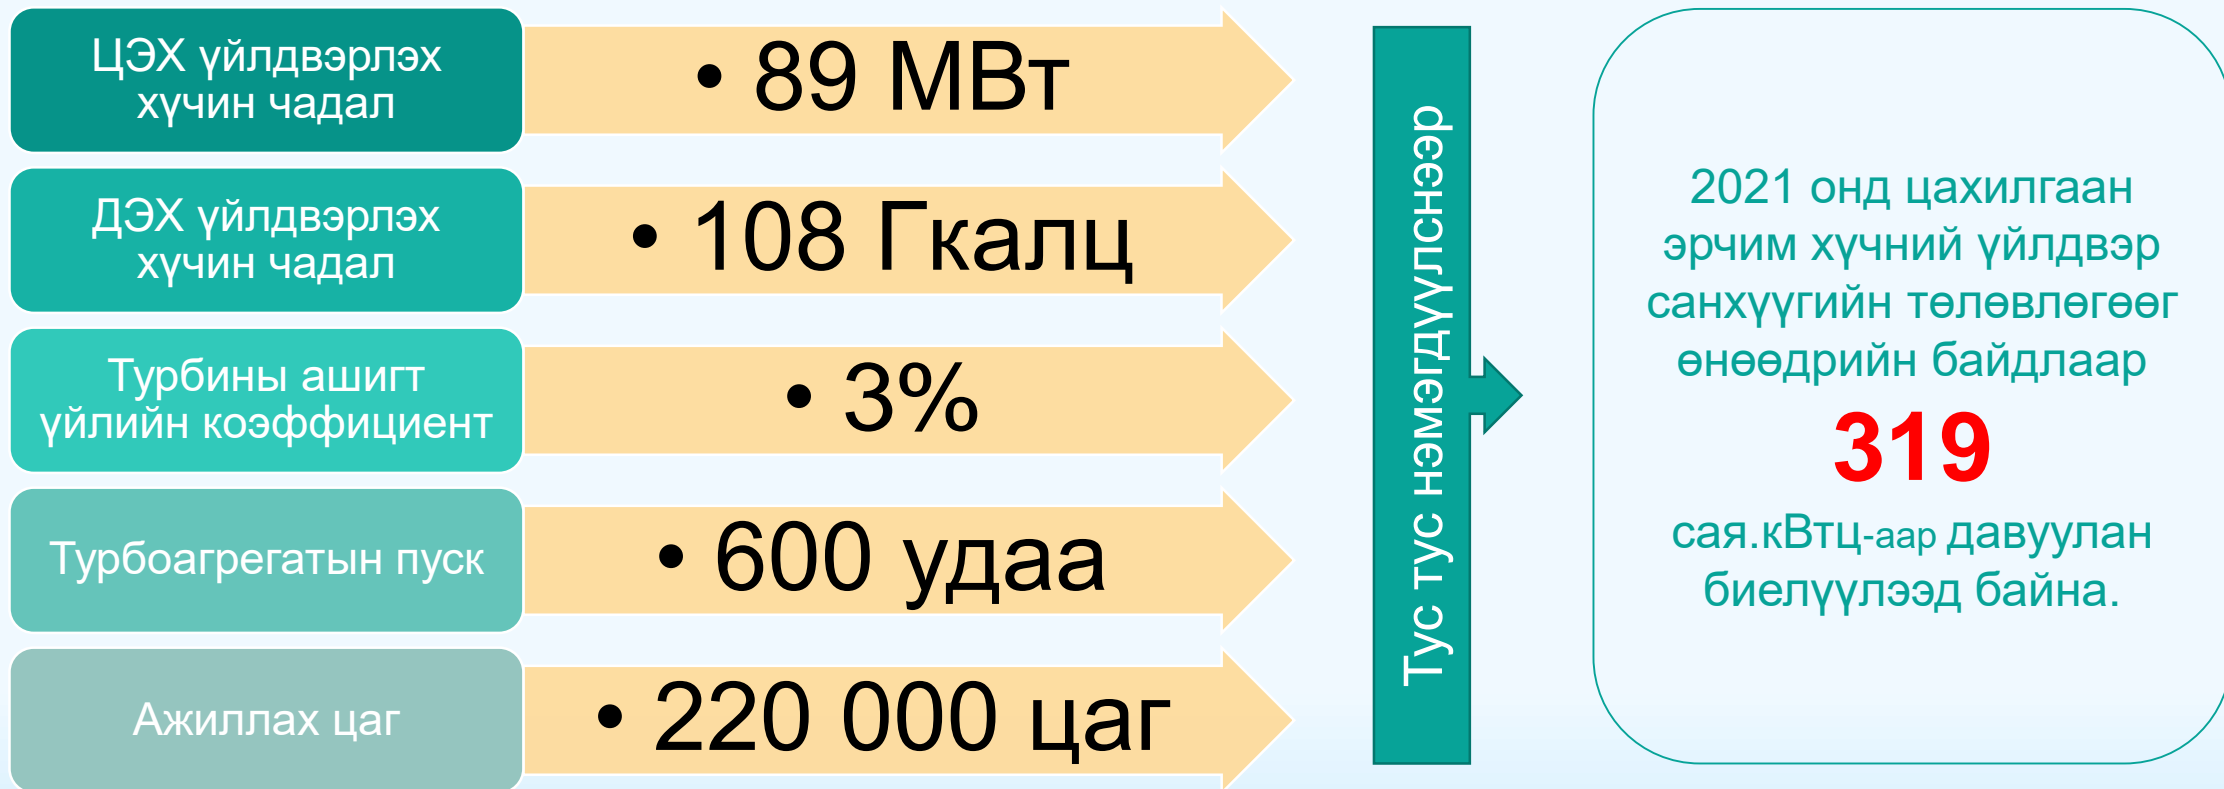 ЦЭХ үйлдвэрлэх
хүчин чадал
• 89 МВт
ДЭХ үйлдвэрлэх
хүчин чадал
• 108 Гкалц
Турбины ашигт
үйлийн коэффициент
• 3%
Турбоагрегатын пуск
• 600 удаа
Ажиллах цаг
• 220 000 цаг
Тус тус нэмэгдүүлснээр
2021 онд цахилгаан
эрчим хүчний үйлдвэр
санхүүгийн төлөвлөгөөг
өнөөдрийн байдлаар
319
сая.кВтц-аар давуулан
биелүүлээд байна.